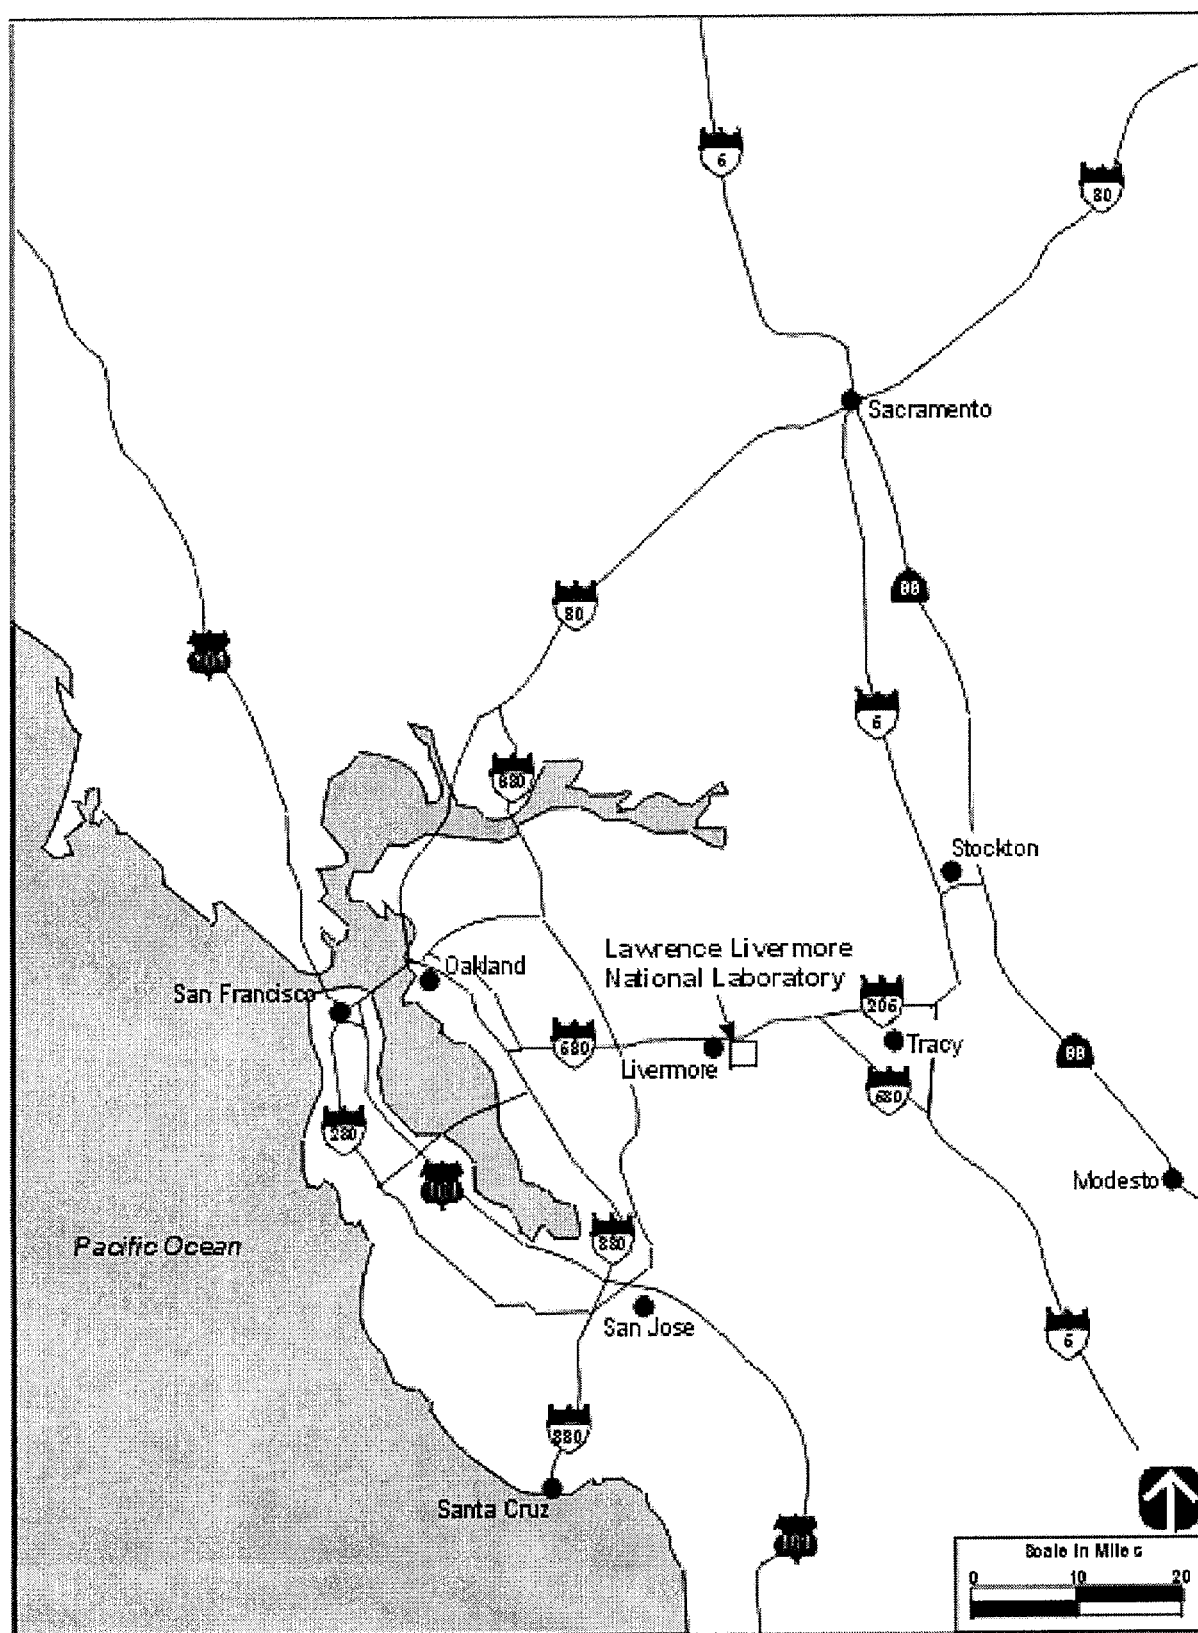 6
80
Sacramento
80
88
6
680
Stockton
Lawrence Livermore
National Laboratory
Oakland
San Francisco
206
680
Livermore
Tracy
88
680
280
101
Modesto
Pacific Ocean
880
San Jose
6
880
Santa Cruz
101
Scale in Miles
0 10 20